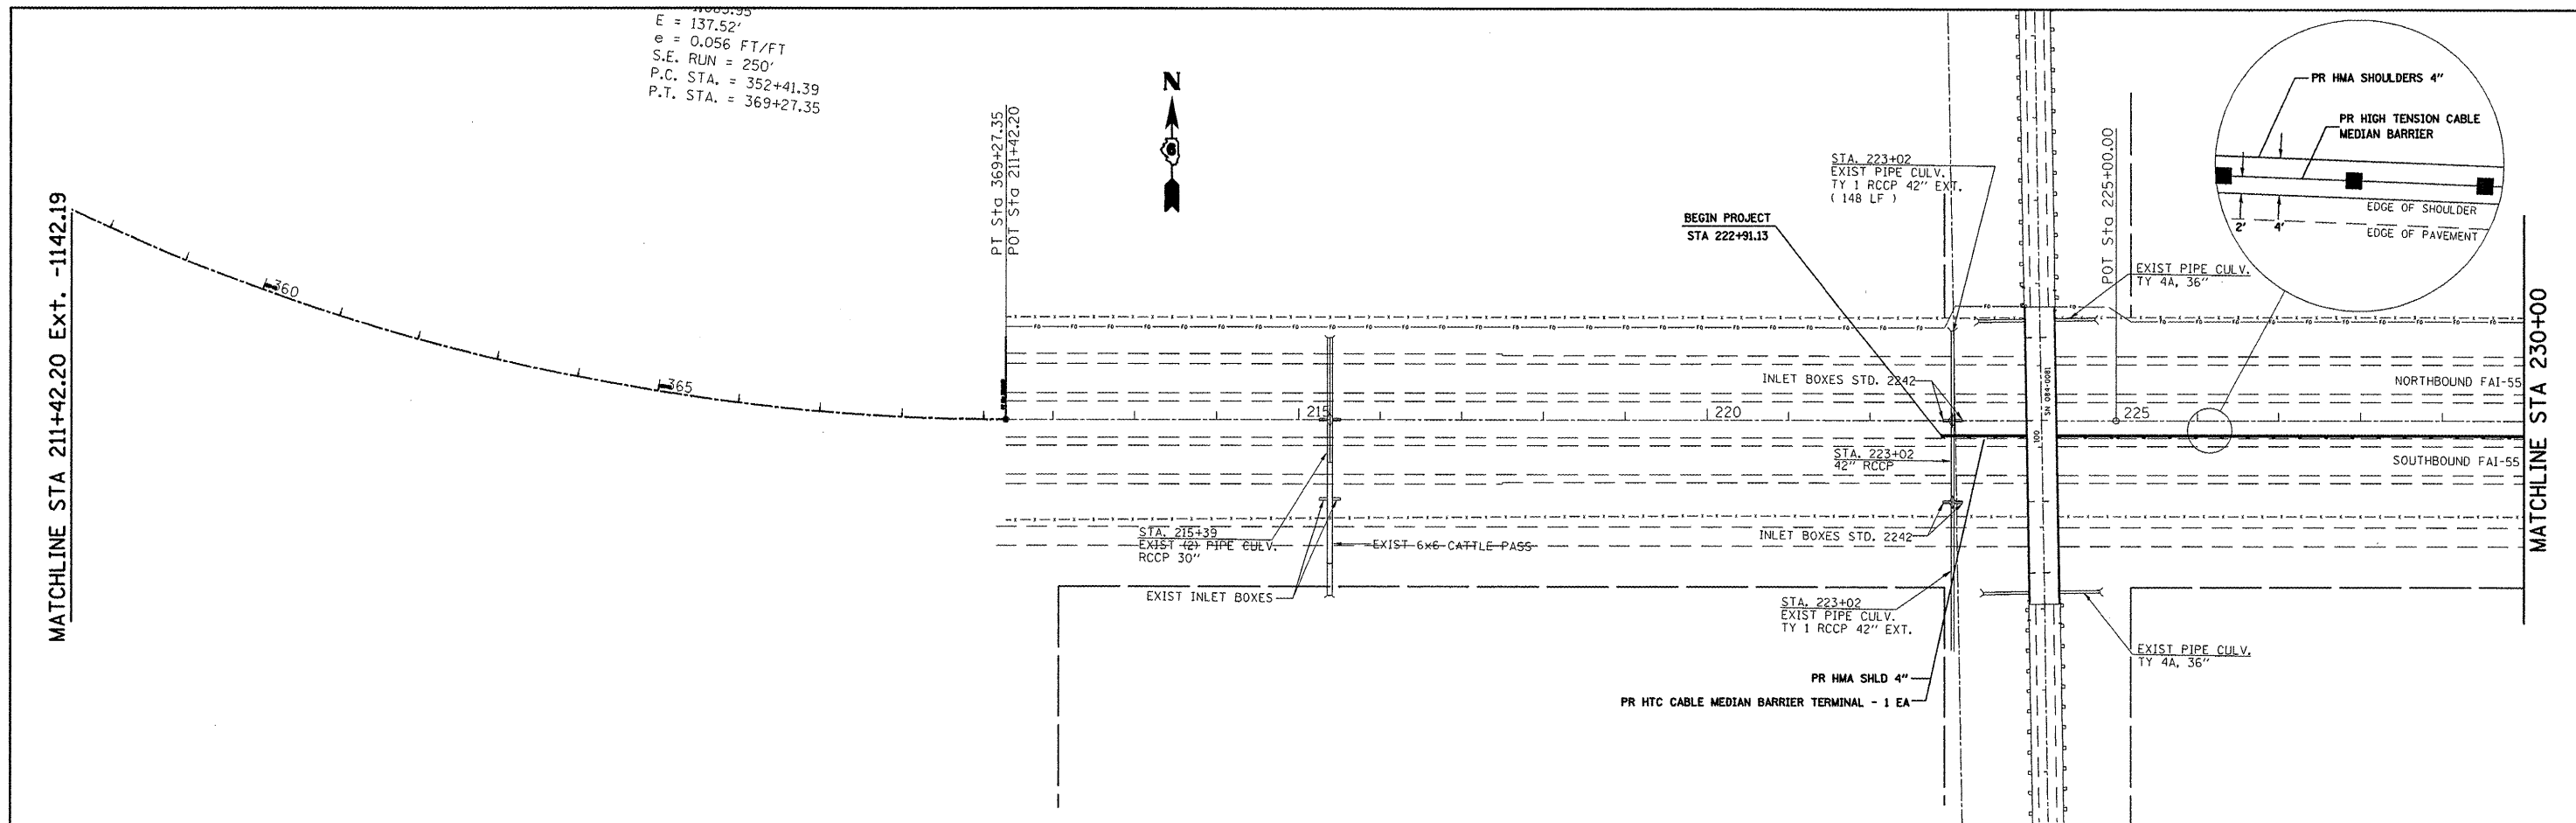 E = 137.52'
e = 0.056 FT/FT
S.E. RUN = 250'
P.C. STA. = 352+41.39
P.T. STA. = 369+27.35
N
6
MATCHLINE STA 211+42.20 Ext. -1142.19
360
365
PT Sta 369+27.35
POT Sta 211+42.20
215
220
225
STA. 215+39
EXIST (2) PIPE CULV.
RCCP 30"
EXIST INLET BOXES
EXIST 6x6 CATTLE PASS
BEGIN PROJECT
STA 222+91.13
STA. 223+02
EXIST PIPE CULV.
TY 1 RCCP 42" EXT.
( 148 LF )
INLET BOXES STD. 2242
STA. 223+02
42" RCCP
INLET BOXES STD. 2242
STA. 223+02
EXIST PIPE CULV.
TY 1 RCCP 42" EXT.
PR HMA SHLD 4"
PR HTC CABLE MEDIAN BARRIER TERMINAL - 1 EA
SN 084-0081
100
POT Sta 225+00.00
EXIST PIPE CULV.
TY 4A, 36"
EXIST PIPE CULV.
TY 4A, 36"
PR HMA SHOULDERS 4"
PR HIGH TENSION CABLE
MEDIAN BARRIER
EDGE OF SHOULDER
2'
4'
EDGE OF PAVEMENT
NORTHBOUND FAI-55
SOUTHBOUND FAI-55
MATCHLINE STA 230+00